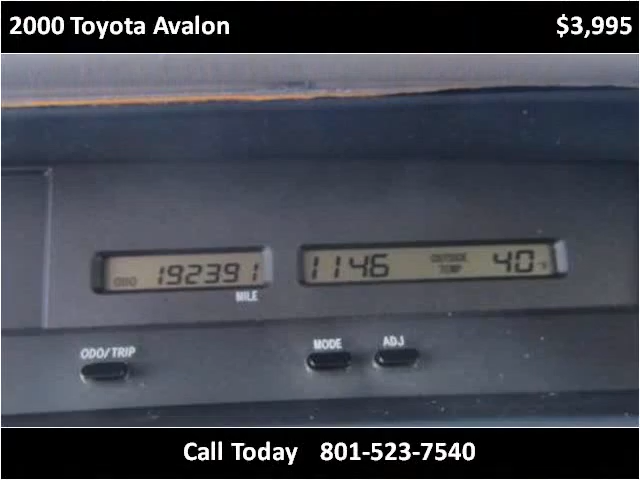 2000 Toyota Avalon $3,995
ODO 192391 1146 OUTSIDE TEMP 40°F
MILE
ODO/TRIP MODE ADJ
Call Today 801-523-7540